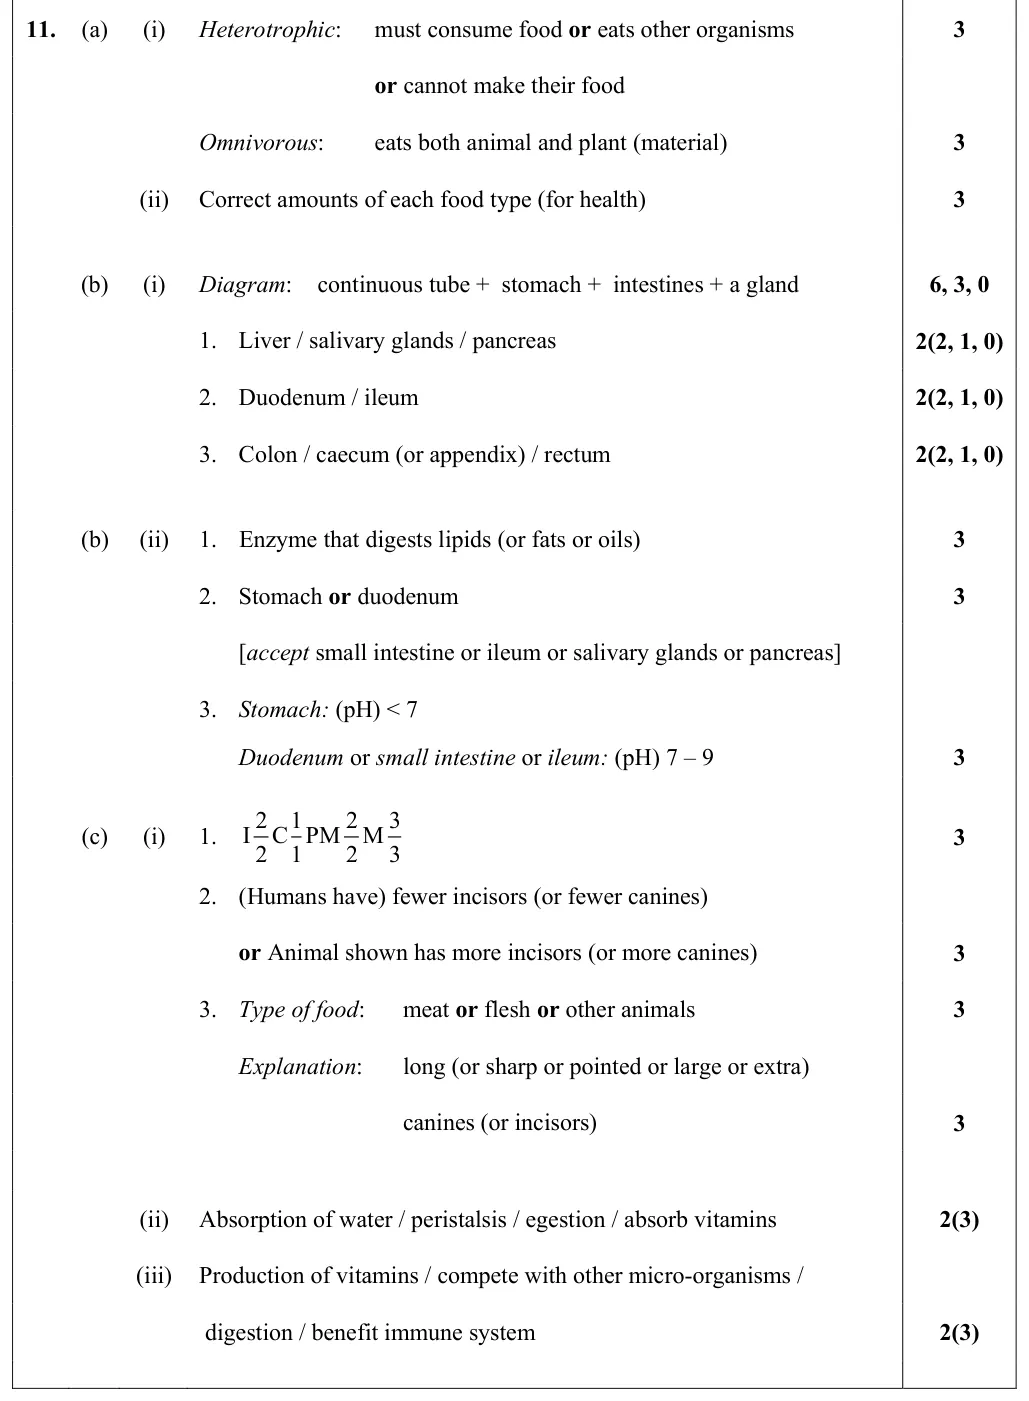 11. (a) (i) Heterotrophic: must consume food or eats other organisms 3
or cannot make their food
Omnivorous: eats both animal and plant (material) 3
(ii) Correct amounts of each food type (for health) 3
(b) (i) Diagram: continuous tube + stomach + intestines + a gland 6, 3, 0
1. Liver / salivary glands / pancreas 2(2, 1, 0)
2. Duodenum / ileum 2(2, 1, 0)
3. Colon / caecum (or appendix) / rectum 2(2, 1, 0)
(b) (ii) 1. Enzyme that digests lipids (or fats or oils) 3
2. Stomach or duodenum 3
[accept small intestine or ileum or salivary glands or pancreas]
3. Stomach: (pH) < 7
Duodenum or small intestine or ileum: (pH) 7 – 9 3
(c) (i) 1. I 2/2 C 1/1 PM 2/2 M 3/3 3
2. (Humans have) fewer incisors (or fewer canines)
or Animal shown has more incisors (or more canines) 3
3. Type of food: meat or flesh or other animals 3
Explanation: long (or sharp or pointed or large or extra)
canines (or incisors) 3
(ii) Absorption of water / peristalsis / egestion / absorb vitamins 2(3)
(iii) Production of vitamins / compete with other micro-organisms /
digestion / benefit immune system 2(3)